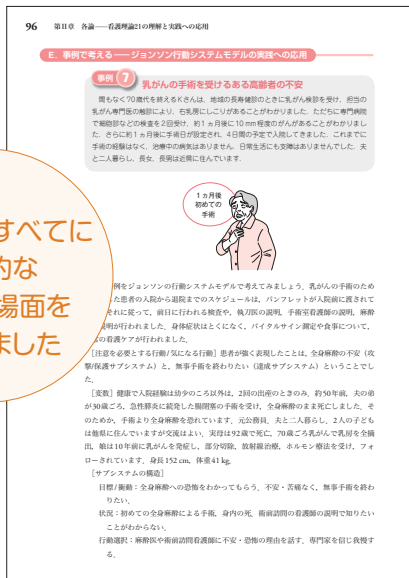 96 第Ⅱ章 各論――看護理論21の理解と実践への応用
E. 事例で考える――ジョンソン行動システムモデルの実践への応用
事例 7 乳がんの手術を受けるある高齢者の不安
間もなく70歳代を終えるKさんは、地域の長寿健診のときに乳がん検診を受け、担当の
乳がん専門医の触診により、右乳房にしこりがあることがわかりました。ただちに専門病院
で細胞診などの検査を2回受け、約1ヵ月後に10mm程度のがんがあることがわかりまし
た。さらに約1ヵ月後に手術日が設定され、4日間の予定で入院してきました。これまでに
手術の経験はなく、治療中の病気はありません。日常生活にも支障はありませんでした。夫
と二人暮らし、長女、長男は近県に住んでいます。
1ヵ月後
初めての
手術
すべてに
的な
場面を
ました
例をジョンソンの行動システムモデルで考えてみましょう。乳がんの手術のため
た患者の入院から退院までのスケジュールは、パンフレットが入院前に渡されて
それに従って、前日に行われる検査や、執刀医の説明、手術室看護師の説明、麻酔
説明が行われました。身体症状はとくになく、バイタルサイン測定や食事について、
の看護ケアが行われました。
[注意を必要とする行動/気になる行動] 患者が強く表現したことは、全身麻酔の不安(攻
撃/保護サブシステム)と、無事手術を終わりたい(達成サブシステム)ということでし
た。
[変数] 健康で入院経験は幼少のころ以外は、2回の出産のときのみ。約50年前、夫の弟
が30歳ごろ、急性膵炎に続発した腸閉塞の手術を受け、全身麻酔のまま死亡しました。そ
のためか、手術より全身麻酔を恐れています。元公務員、夫と二人暮らし、2人の子ども
は他県に住んでいますが交流はよい。実母は92歳で死亡、70歳ごろ乳がんで乳房を全摘
出、娘は10年前に乳がんを発症し、部分切除、放射線治療、ホルモン療法を受け、フォ
ローされています。身長152cm、体重41kg。
[サブシステムの構造]
目標/衝動:全身麻酔への恐怖をわかってもらう。不安・苦痛なく、無事手術を終わ
りたい。
状況:初めての全身麻酔による手術。身内の死。術前訪問の看護師の説明で知りたい
ことがわからない。
行動選択:麻酔医や術前訪問看護師に不安・恐怖の理由を話す。専門家を信じ我慢す
る。